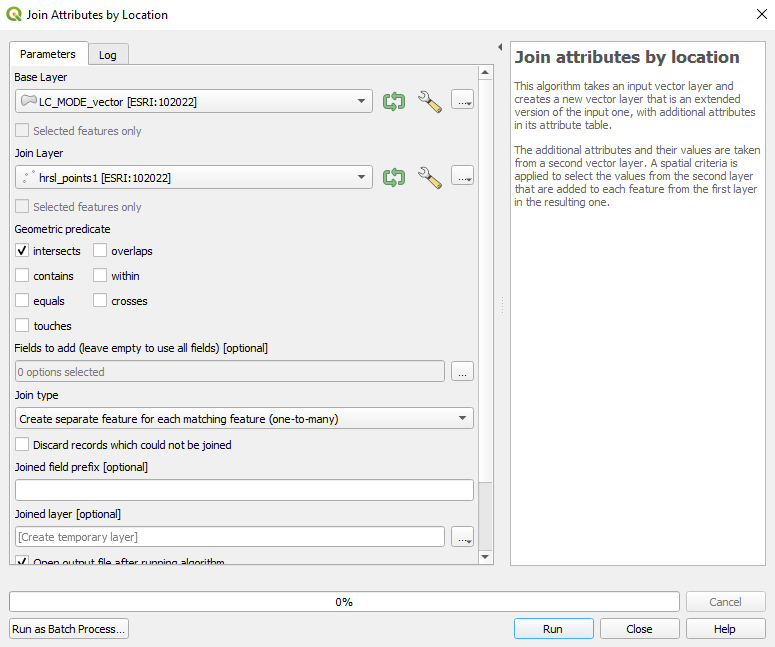 Join Attributes by Location
Parameters
Log
Base Layer
LC_MODE_vector [ESRI:102022]
...
Selected features only
Join Layer
hrsl_points1 [ESRI:102022]
...
Selected features only
Geometric predicate
intersects
overlaps
contains
within
equals
crosses
touches
Fields to add (leave empty to use all fields) [optional]
0 options selected
...
Join type
Create separate feature for each matching feature (one-to-many)
Discard records which could not be joined
Joined field prefix [optional]
Joined layer [optional]
[Create temporary layer]
...
Open output file after running algorithm
Join attributes by location
This algorithm takes an input vector layer and
creates a new vector layer that is an extended
version of the input one, with additional attributes
in its attribute table.
The additional attributes and their values are taken
from a second vector layer. A spatial criteria is
applied to select the values from the second layer
that are added to each feature from the first layer
in the resulting one.
0%
Cancel
Run as Batch Process...
Run
Close
Help